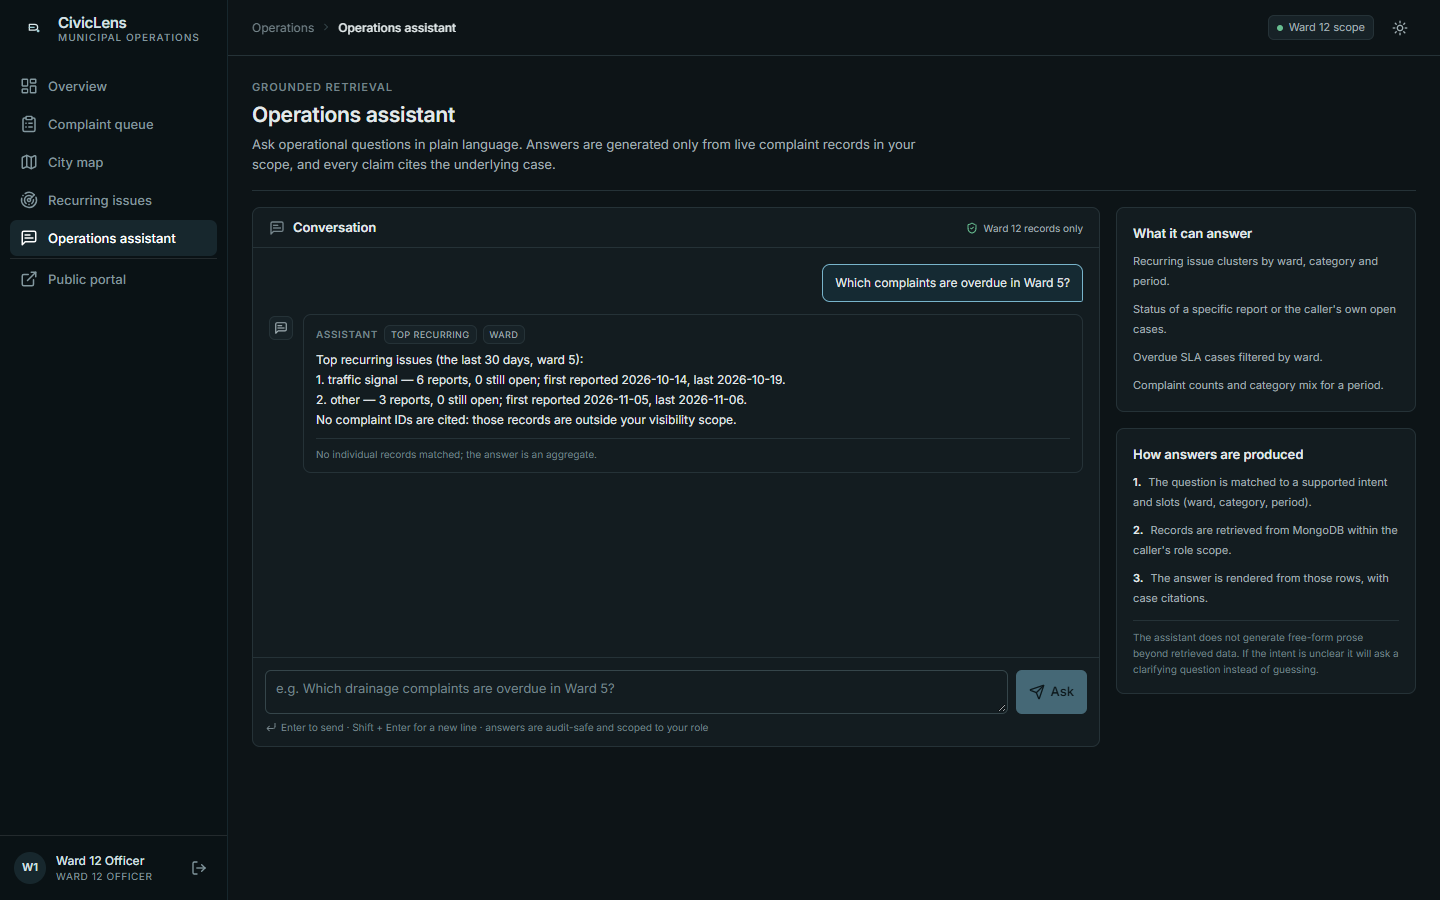 CivicLens
MUNICIPAL OPERATIONS
Overview
Complaint queue
City map
Recurring issues
Operations assistant
Public portal
W1
Ward 12 Officer
WARD 12 OFFICER
Operations > Operations assistant
Ward 12 scope
GROUNDED RETRIEVAL
Operations assistant
Ask operational questions in plain language. Answers are generated only from live complaint records in your
scope, and every claim cites the underlying case.
Conversation
Ward 12 records only
Which complaints are overdue in Ward 5?
ASSISTANT TOP RECURRING WARD
Top recurring issues (the last 30 days, ward 5):
1. traffic signal — 6 reports, 0 still open; first reported 2026-10-14, last 2026-10-19.
2. other — 3 reports, 0 still open; first reported 2026-11-05, last 2026-11-06.
No complaint IDs are cited: those records are outside your visibility scope.
No individual records matched; the answer is an aggregate.
e.g. Which drainage complaints are overdue in Ward 5?
Ask
Enter to send · Shift + Enter for a new line · answers are audit-safe and scoped to your role
What it can answer
Recurring issue clusters by ward, category and
period.
Status of a specific report or the caller's own open
cases.
Overdue SLA cases filtered by ward.
Complaint counts and category mix for a period.
How answers are produced
1. The question is matched to a supported intent
and slots (ward, category, period).
2. Records are retrieved from MongoDB within the
caller's role scope.
3. The answer is rendered from those rows, with
case citations.
The assistant does not generate free-form prose
beyond retrieved data. If the intent is unclear it will ask a
clarifying question instead of guessing.